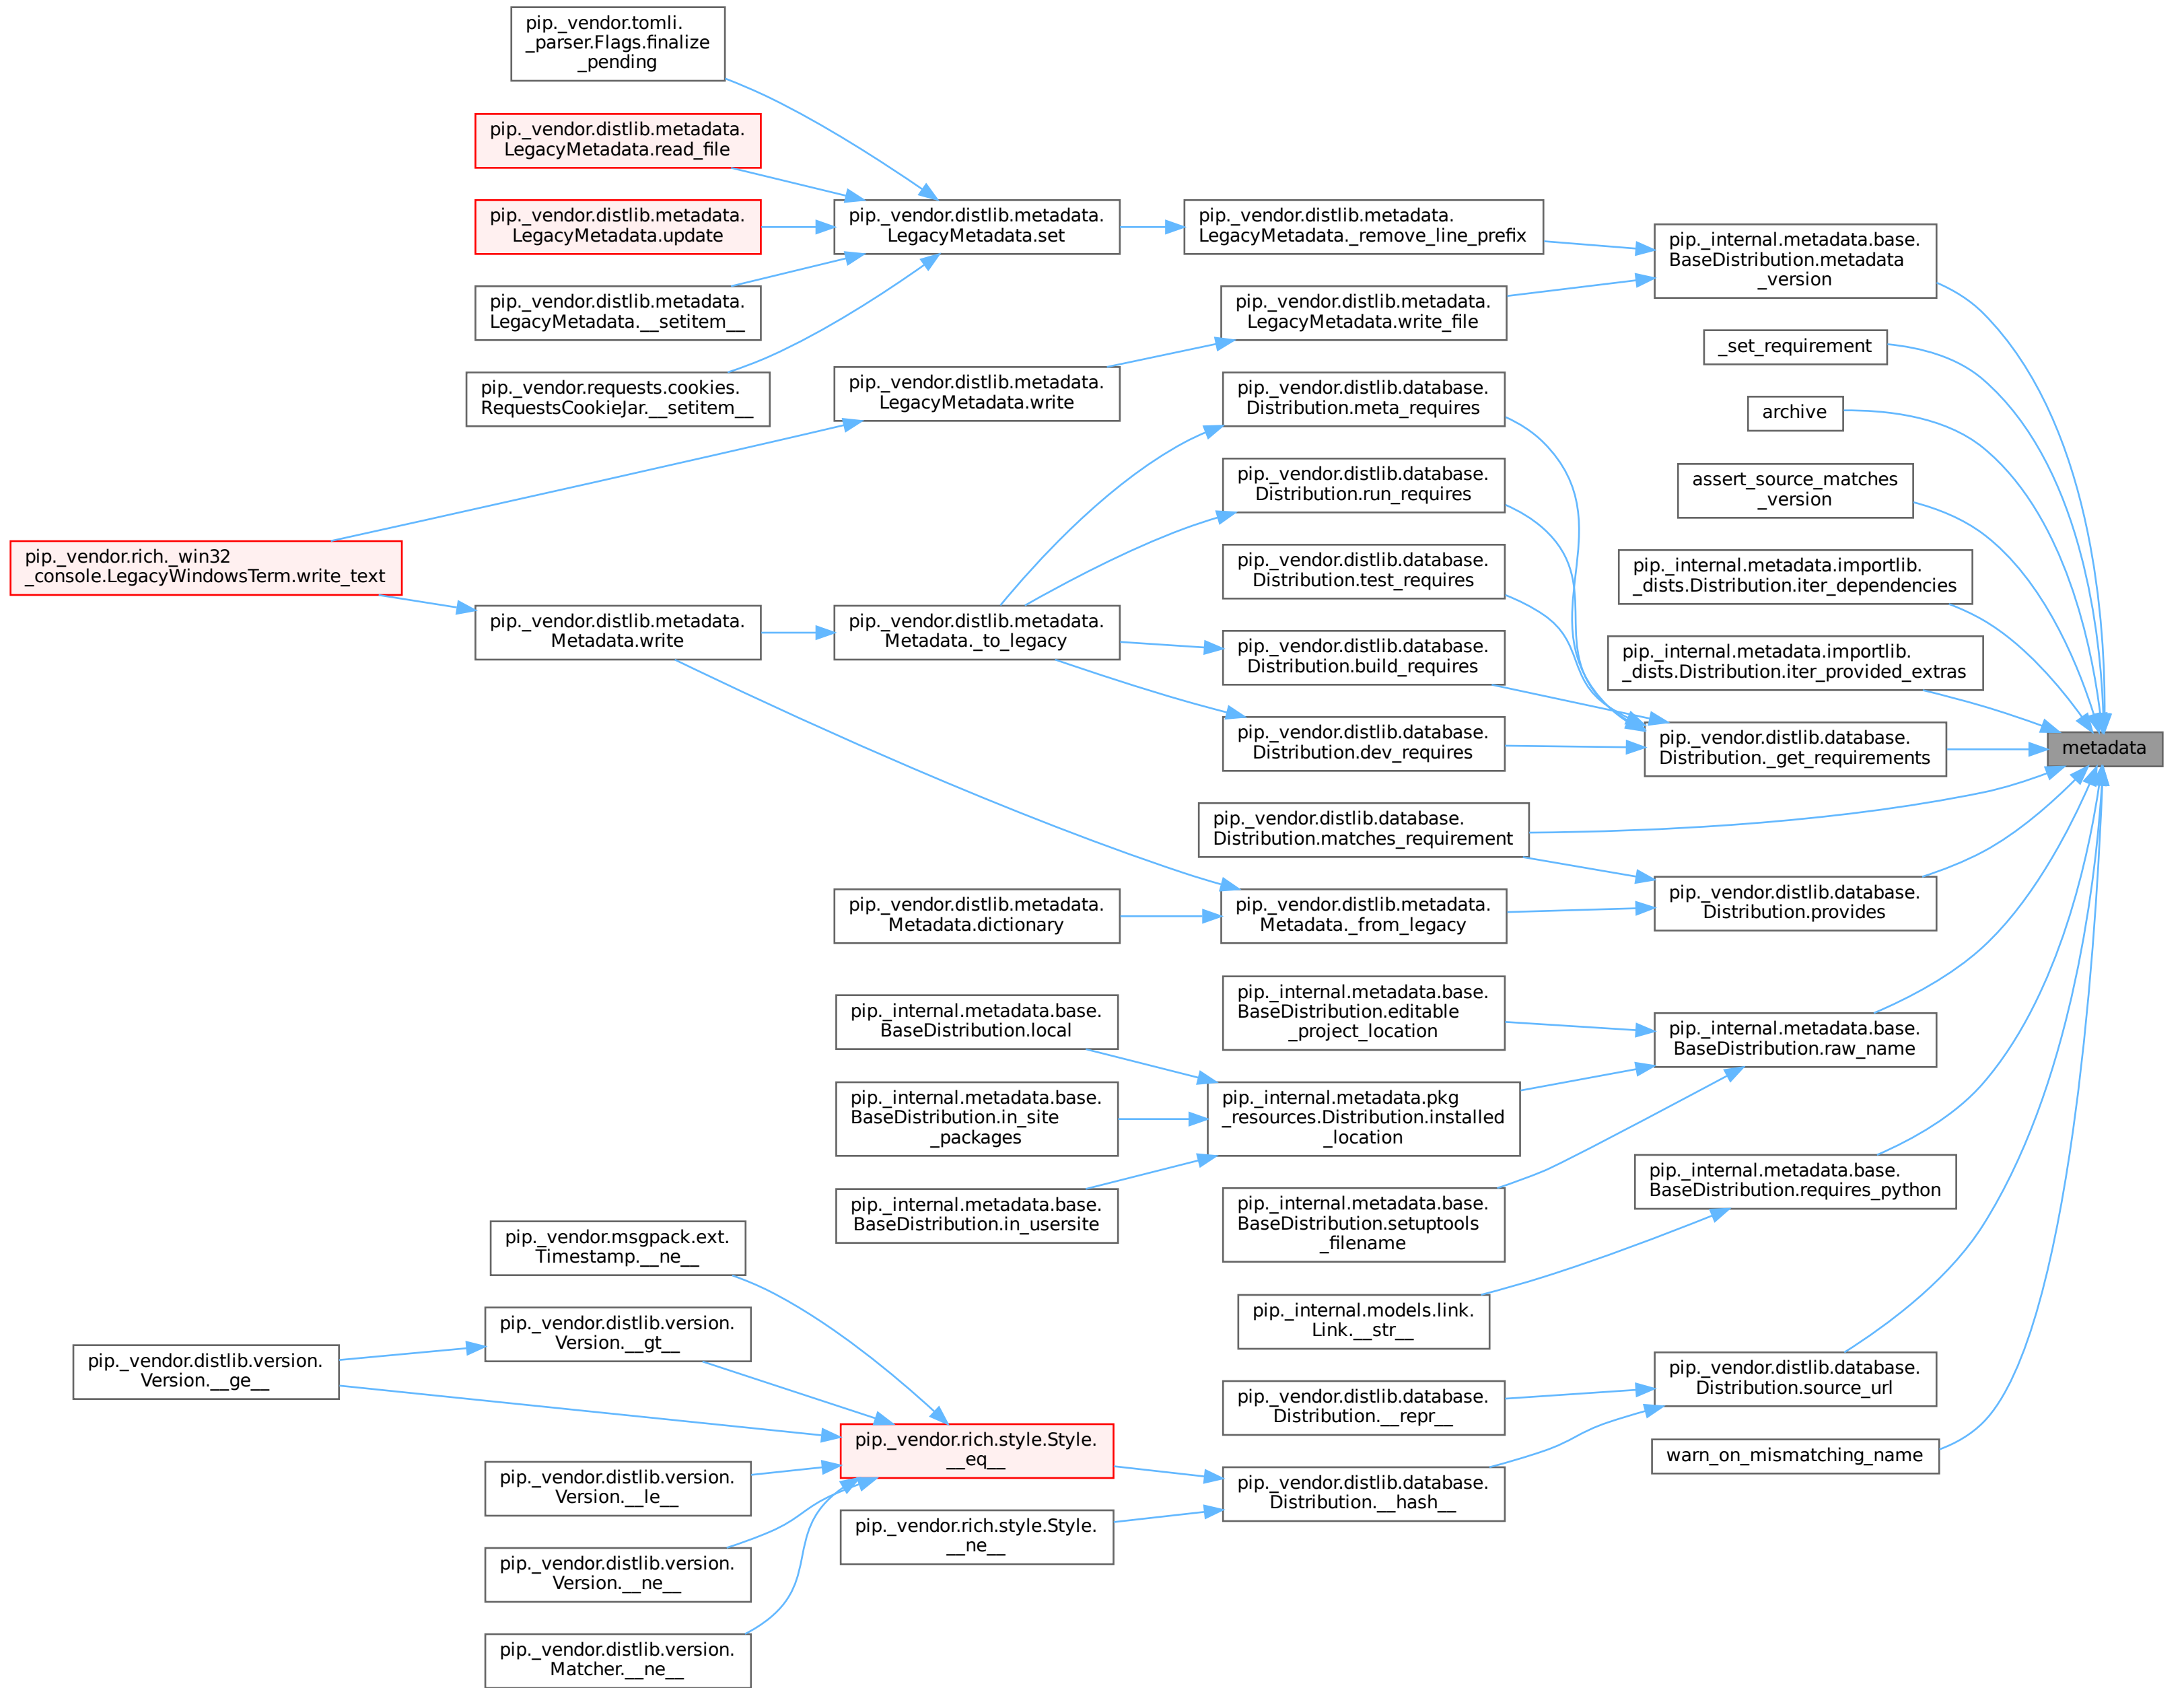 pip._vendor.tomli.
_parser.Flags.finalize
_pending
pip._vendor.distlib.metadata.
LegacyMetadata.read_file
pip._vendor.distlib.metadata.
LegacyMetadata.update
pip._vendor.distlib.metadata.
LegacyMetadata.__setitem__
pip._vendor.requests.cookies.
RequestsCookieJar.__setitem__
pip._vendor.distlib.metadata.
LegacyMetadata.set
pip._vendor.distlib.metadata.
LegacyMetadata._remove_line_prefix
pip._internal.metadata.base.
BaseDistribution.metadata
_version
pip._vendor.distlib.metadata.
LegacyMetadata.write_file
pip._vendor.distlib.metadata.
LegacyMetadata.write
_set_requirement
archive
assert_source_matches
_version
pip._vendor.distlib.database.
Distribution.meta_requires
pip._vendor.distlib.database.
Distribution.run_requires
pip._vendor.distlib.database.
Distribution.test_requires
pip._vendor.distlib.database.
Distribution.build_requires
pip._vendor.distlib.database.
Distribution.dev_requires
pip._vendor.rich._win32
_console.LegacyWindowsTerm.write_text
pip._vendor.distlib.metadata.
Metadata.write
pip._vendor.distlib.metadata.
Metadata._to_legacy
pip._internal.metadata.importlib.
_dists.Distribution.iter_dependencies
pip._internal.metadata.importlib.
_dists.Distribution.iter_provided_extras
pip._vendor.distlib.database.
Distribution._get_requirements
metadata
pip._vendor.distlib.database.
Distribution.matches_requirement
pip._vendor.distlib.database.
Distribution.provides
pip._vendor.distlib.metadata.
Metadata.dictionary
pip._vendor.distlib.metadata.
Metadata._from_legacy
pip._internal.metadata.base.
BaseDistribution.local
pip._internal.metadata.base.
BaseDistribution.in_site
_packages
pip._internal.metadata.base.
BaseDistribution.in_usersite
pip._internal.metadata.base.
BaseDistribution.editable
_project_location
pip._internal.metadata.pkg
_resources.Distribution.installed
_location
pip._internal.metadata.base.
BaseDistribution.setuptools
_filename
pip._internal.metadata.base.
BaseDistribution.raw_name
pip._internal.metadata.base.
BaseDistribution.requires_python
pip._internal.models.link.
Link.__str__
pip._vendor.msgpack.ext.
Timestamp.__ne__
pip._vendor.distlib.version.
Version.__gt__
pip._vendor.distlib.version.
Version.__ge__
pip._vendor.distlib.version.
Version.__le__
pip._vendor.distlib.version.
Version.__ne__
pip._vendor.distlib.version.
Matcher.__ne__
pip._vendor.rich.style.Style.
__eq__
pip._vendor.rich.style.Style.
__ne__
pip._vendor.distlib.database.
Distribution.__repr__
pip._vendor.distlib.database.
Distribution.__hash__
pip._vendor.distlib.database.
Distribution.source_url
warn_on_mismatching_name